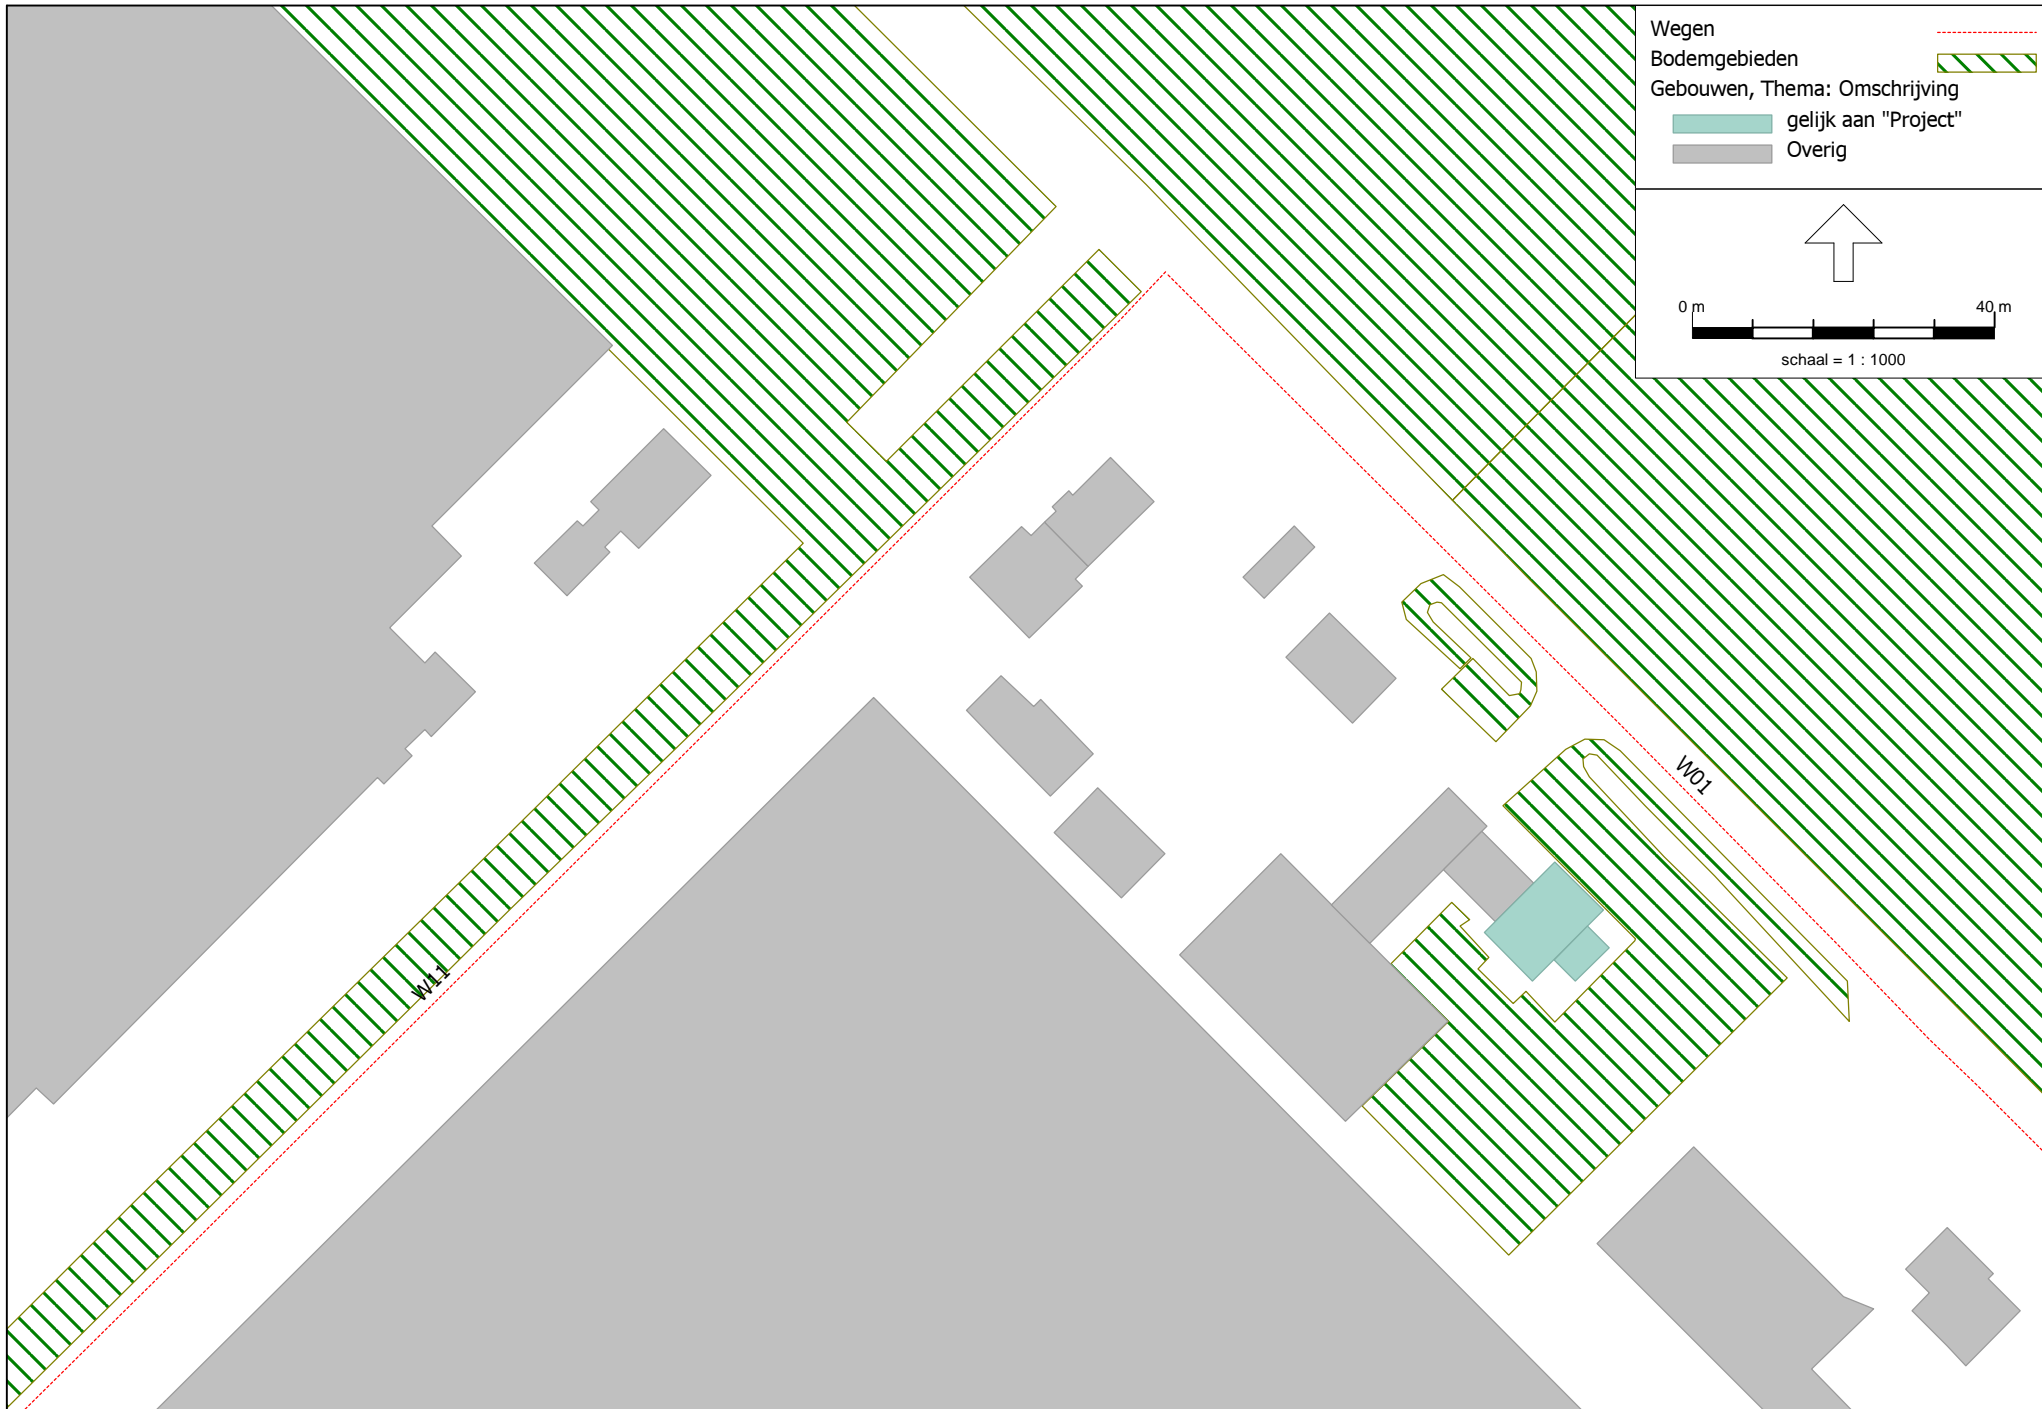 Wegen
Bodemgebieden
Gebouwen, Thema: Omschrijving
gelijk aan "Project"
Overig
0 m 40 m
schaal = 1 : 1000
W01
W11